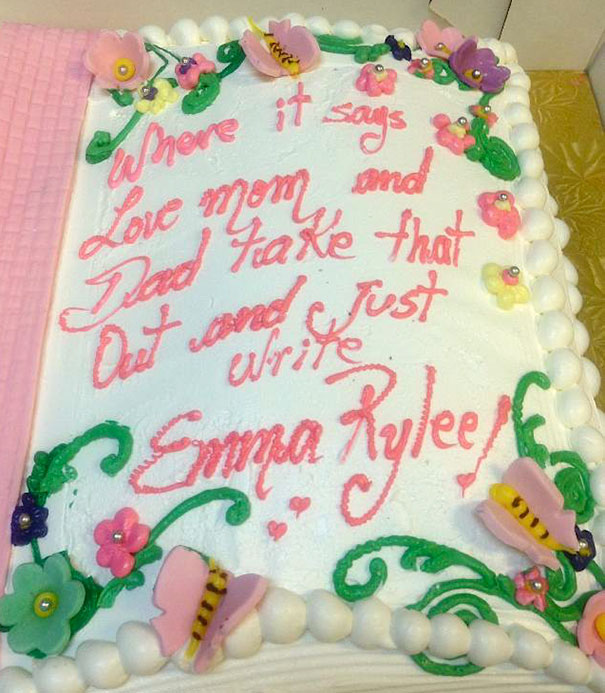 Where it says
Love mom and
Dad take that
Out and just
write
Emma Rylee!